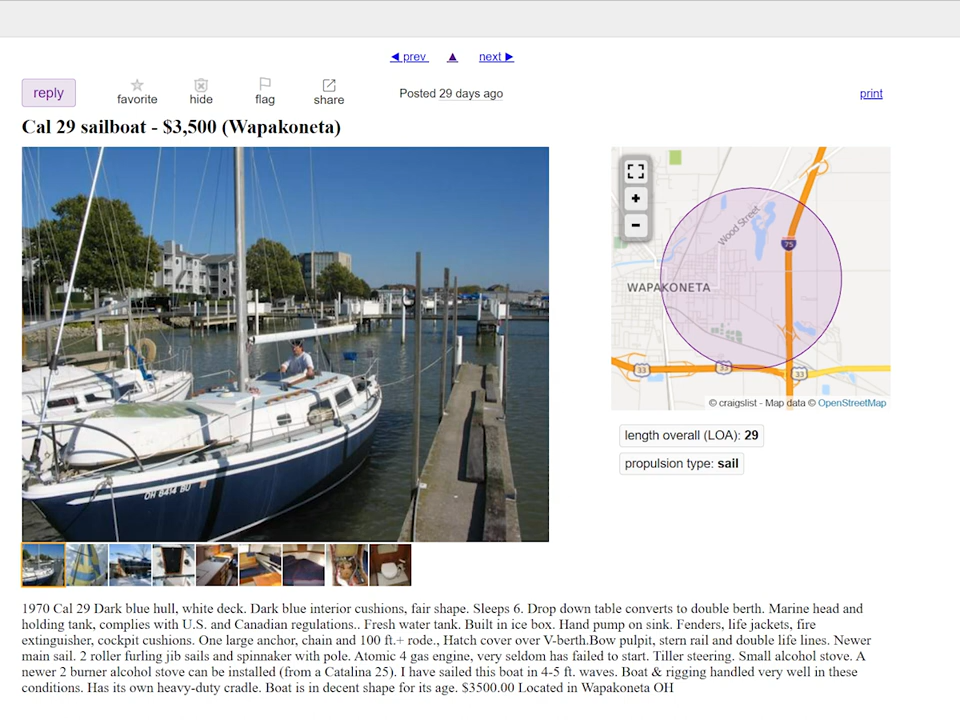 ◄ prev ▲ next ►
reply
favorite hide flag share
Posted 29 days ago
print
Cal 29 sailboat - $3,500 (Wapakoneta)
+
−
Wood Street
75
WAPAKONETA
33 33 33
© craigslist - Map data © OpenStreetMap
OH 8414 BU
length overall (LOA): 29
propulsion type: sail
1970 Cal 29 Dark blue hull, white deck. Dark blue interior cushions, fair shape. Sleeps 6. Drop down table converts to double berth. Marine head and
holding tank, complies with U.S. and Canadian regulations.. Fresh water tank. Built in ice box. Hand pump on sink. Fenders, life jackets, fire
extinguisher, cockpit cushions. One large anchor, chain and 100 ft.+ rode., Hatch cover over V-berth.Bow pulpit, stern rail and double life lines. Newer
main sail. 2 roller furling jib sails and spinnaker with pole. Atomic 4 gas engine, very seldom has failed to start. Tiller steering. Small alcohol stove. A
newer 2 burner alcohol stove can be installed (from a Catalina 25). I have sailed this boat in 4-5 ft. waves. Boat & rigging handled very well in these
conditions. Has its own heavy-duty cradle. Boat is in decent shape for its age. $3500.00 Located in Wapakoneta OH